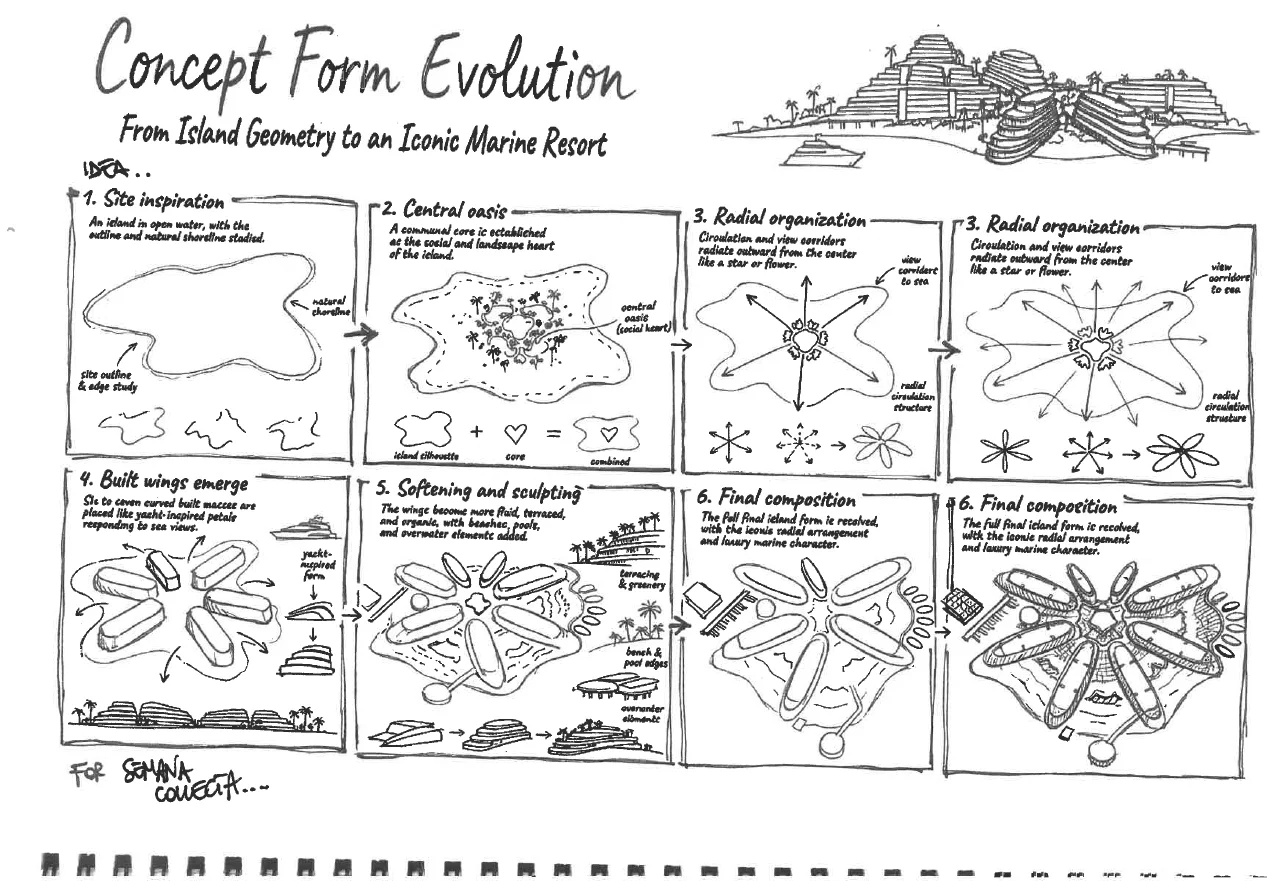 Concept Form Evolution
From Island Geometry to an Iconic Marine Resort
IDEA..
1. Site inspiration
An island in open water, with the
outline and natural shoreline studied.
natural
shoreline
site outline
& edge study
2. Central oasis
A communal core is established
as the social and landscape heart
of the island.
central
oasis
(social heart)
+
=
island silhouette
core
combined
3. Radial organization
Circulation and view corridors
radiate outward from the center
like a star or flower.
view
corridors
to sea
radial
circulation
structure
3. Radial organization
Circulation and view corridors
radiate outward from the center
like a star or flower.
view
corridors
to sea
radial
circulation
structure
4. Built wings emerge
Six to seven curved built masses are
placed like yacht-inspired petals
responding to sea views.
yacht-
inspired
form
5. Softening and sculpting
The wings become more fluid, terraced,
and organic, with beaches, pools,
and overwater elements added.
terracing
& greenery
beach &
pool edges
overwater
elements
6. Final composition
The full final island form is resolved,
with the iconic radial arrangement
and luxury marine character.
6. Final composition
The full final island form is resolved,
with the iconic radial arrangement
and luxury marine character.
FOR SEMANA
COLLECTA....